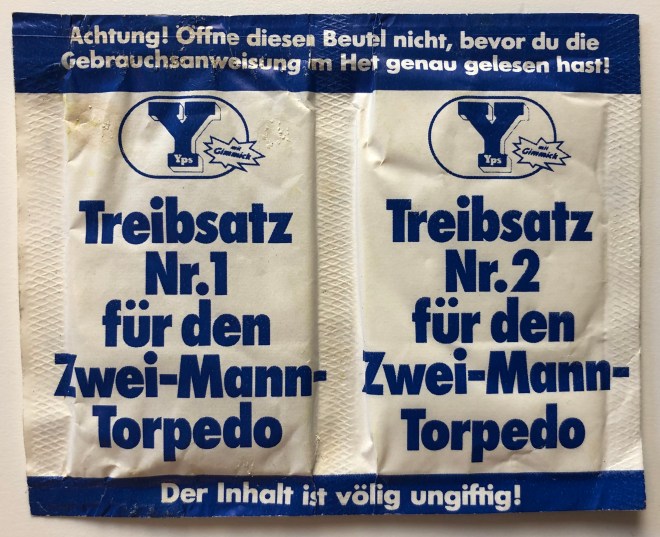 Achtung! Öffne diesen Beutel nicht, bevor du die
Gebrauchsanweisung im Het genau gelesen hast!
Y
Yps
mit
Gimmick
Treibsatz
Nr.1
für den
Zwei-Mann-
Torpedo
Y
Yps
mit
Gimmick
Treibsatz
Nr.2
für den
Zwei-Mann-
Torpedo
Der Inhalt ist völig ungiftig!